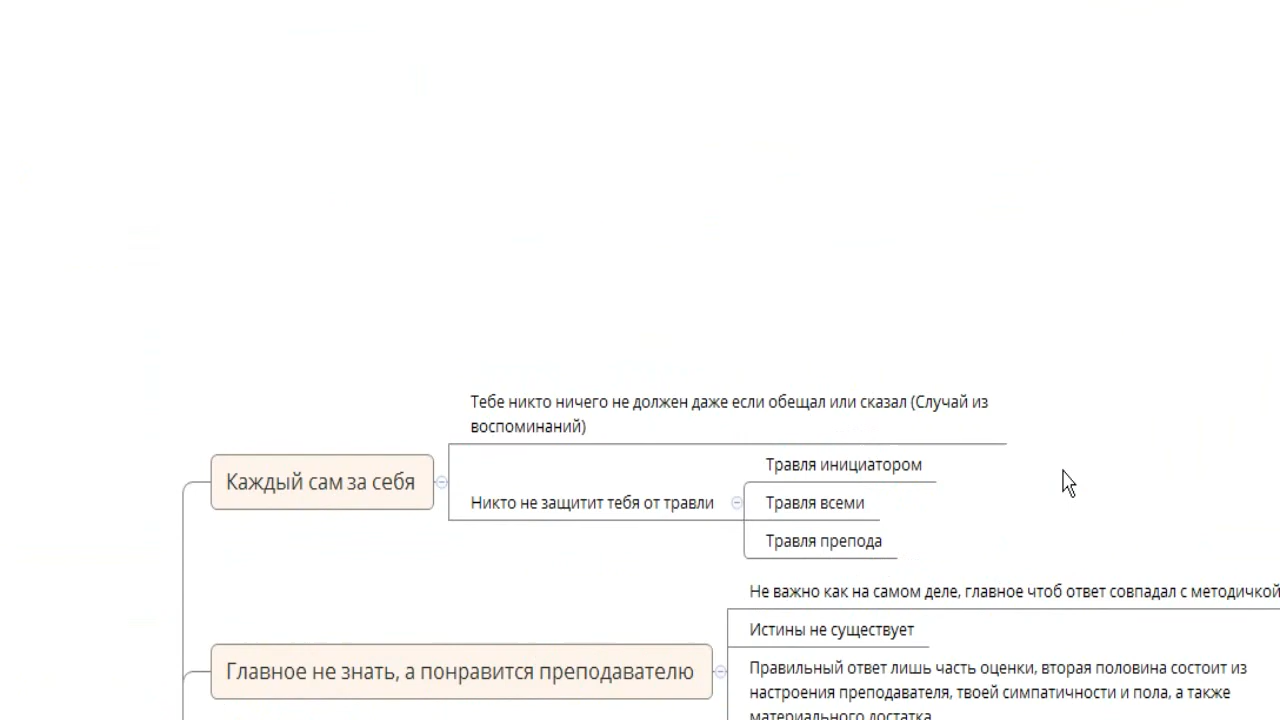 Тебе никто ничего не должен даже если обещал или сказал (Случай из
воспоминаний)
Каждый сам за себя
Никто не защитит тебя от травли
Травля инициатором
Травля всеми
Травля препода
Не важно как на самом деле, главное чтоб ответ совпадал с методичкой
Истины не существует
Главное не знать, а понравится преподавателю
Правильный ответ лишь часть оценки, вторая половина состоит из
настроения преподавателя, твоей симпатичности и пола, а также
материального достатка